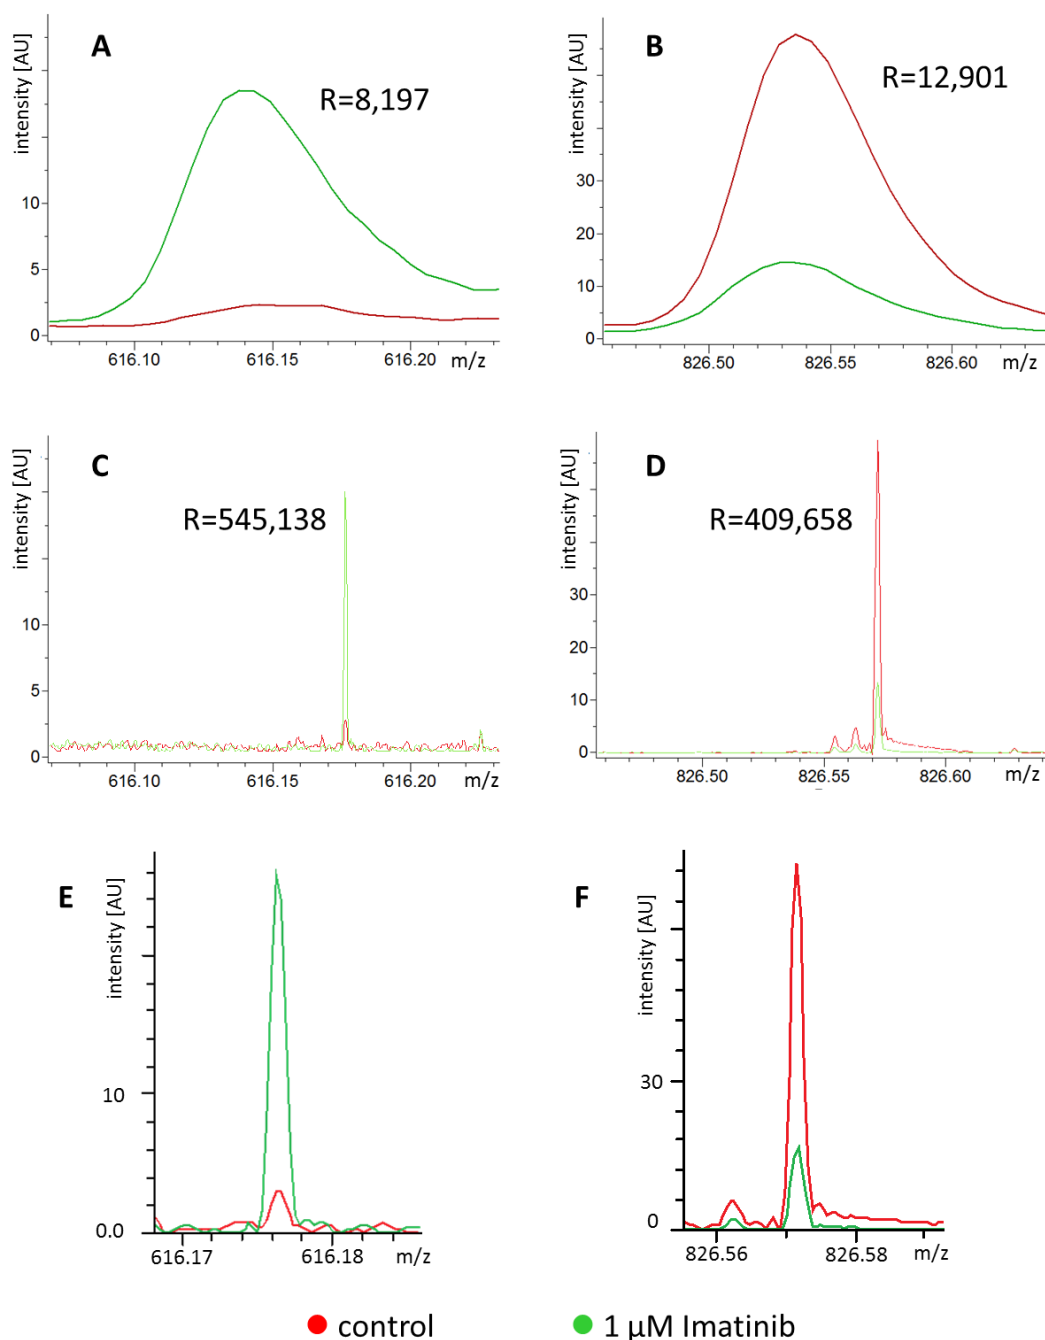 A
intensity [AU]
R=8,197
10
5
0
616.10
616.15
616.20
m/z
B
intensity [AU]
R=12,901
30
20
10
0
826.50
826.55
826.60
m/z
C
intensity [AU]
R=545,138
10
5
0
616.10
616.15
616.20
m/z
D
intensity [AU]
R=409,658
30
20
10
0
826.50
826.55
826.60
m/z
E
intensity [AU]
10
0.0
616.17
616.18
m/z
F
intensity [AU]
30
0
826.56
826.58
m/z
control
1 µM Imatinib